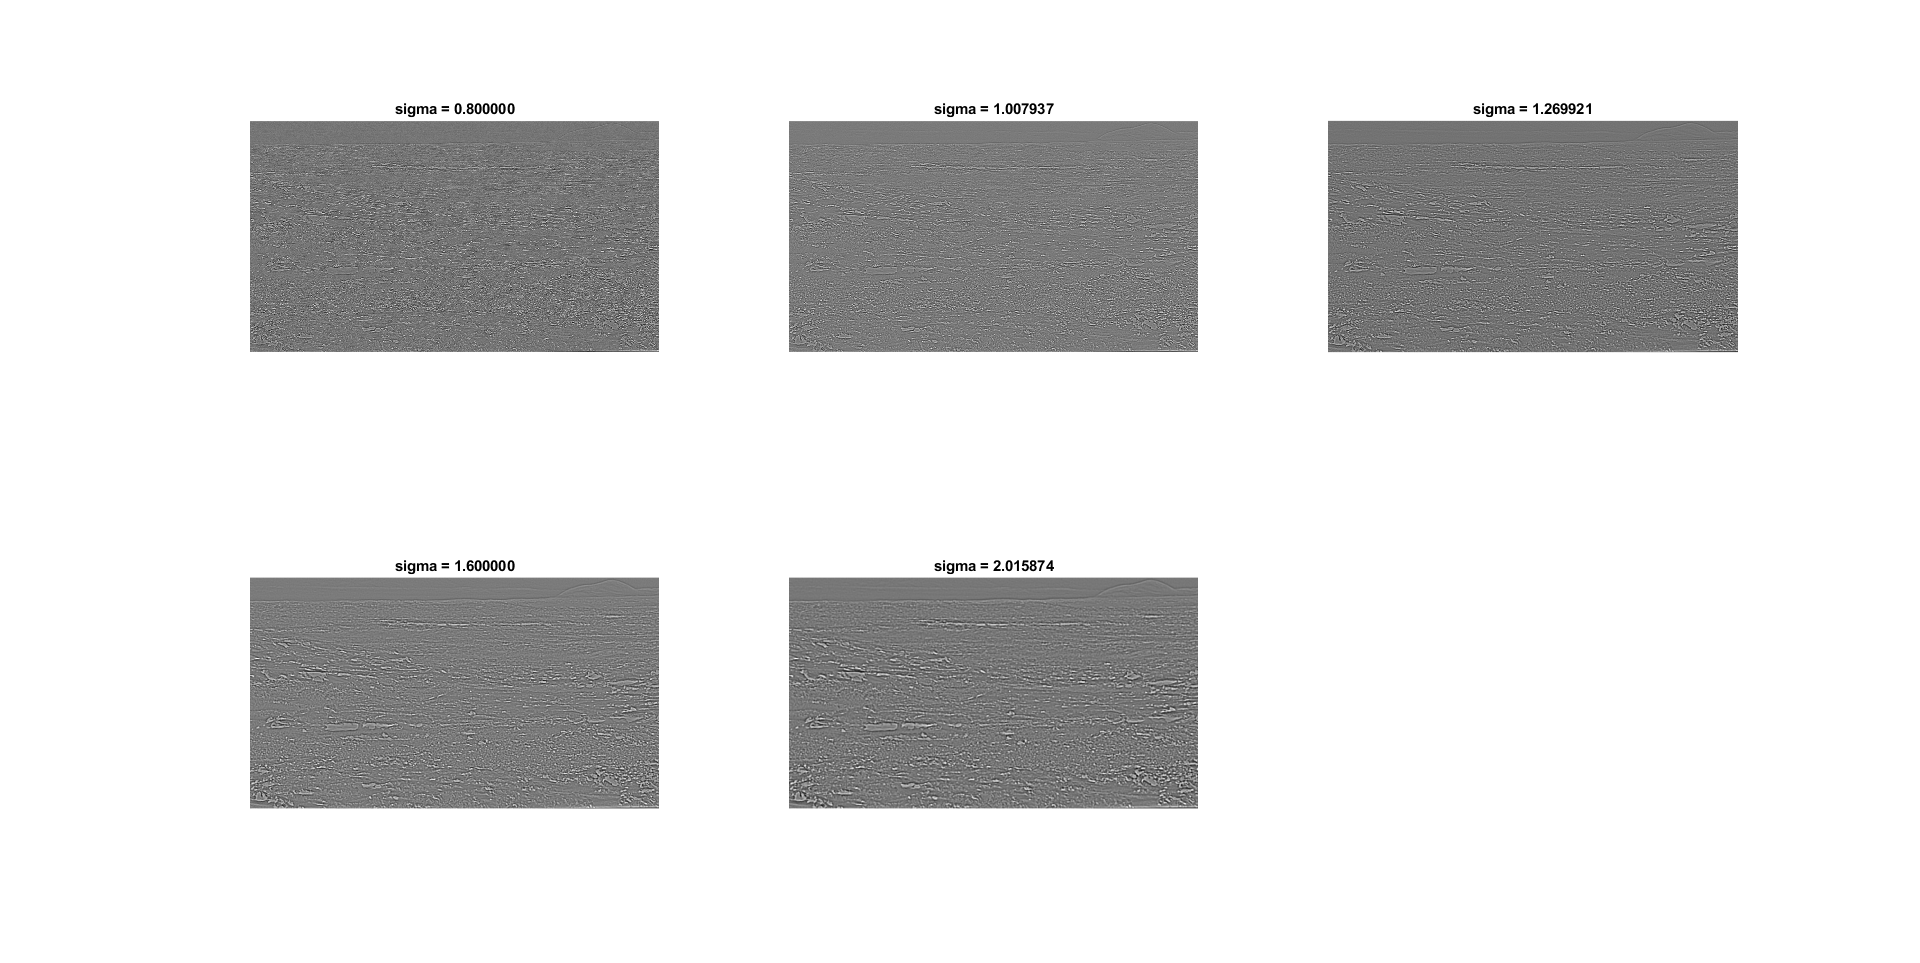 sigma = 0.800000
sigma = 1.007937
sigma = 1.269921
sigma = 1.600000
sigma = 2.015874